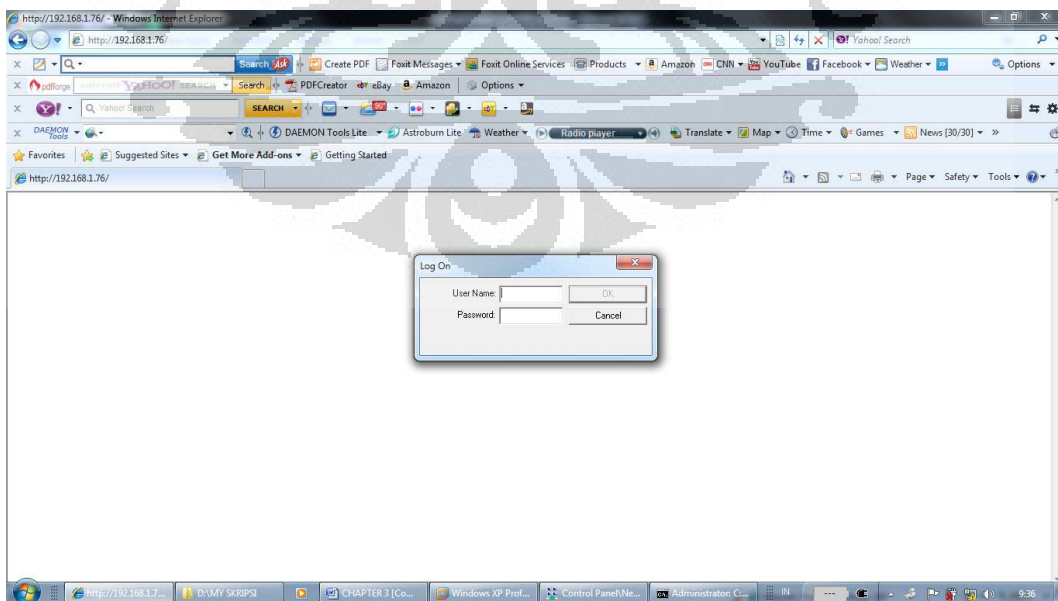 http://192.168.1.76/ - Windows Internet Explorer
http://192.168.1.76/
Yahoo! Search
Search Ask Create PDF Foxit Messages Foxit Online Services Products Amazon CNN YouTube Facebook Weather Options
pdfforge YAHOO! SEARCH Search PDFCreator eBay Amazon Options
Yahoo! Search SEARCH
DAEMON Tools DAEMON Tools Lite Astroburn Lite Weather Radio player Translate Map Time Games News [30/30] »
Favorites Suggested Sites Get More Add-ons Getting Started
http://192.168.1.76/ Page Safety Tools
Log On
User Name: OK
Password: Cancel
http://192.168.1.7... D:\MY SKRIPSI CHAPTER 3 [Co... Windows XP Prof... Control Panel\Ne... Administrator: C:... IN 9:36